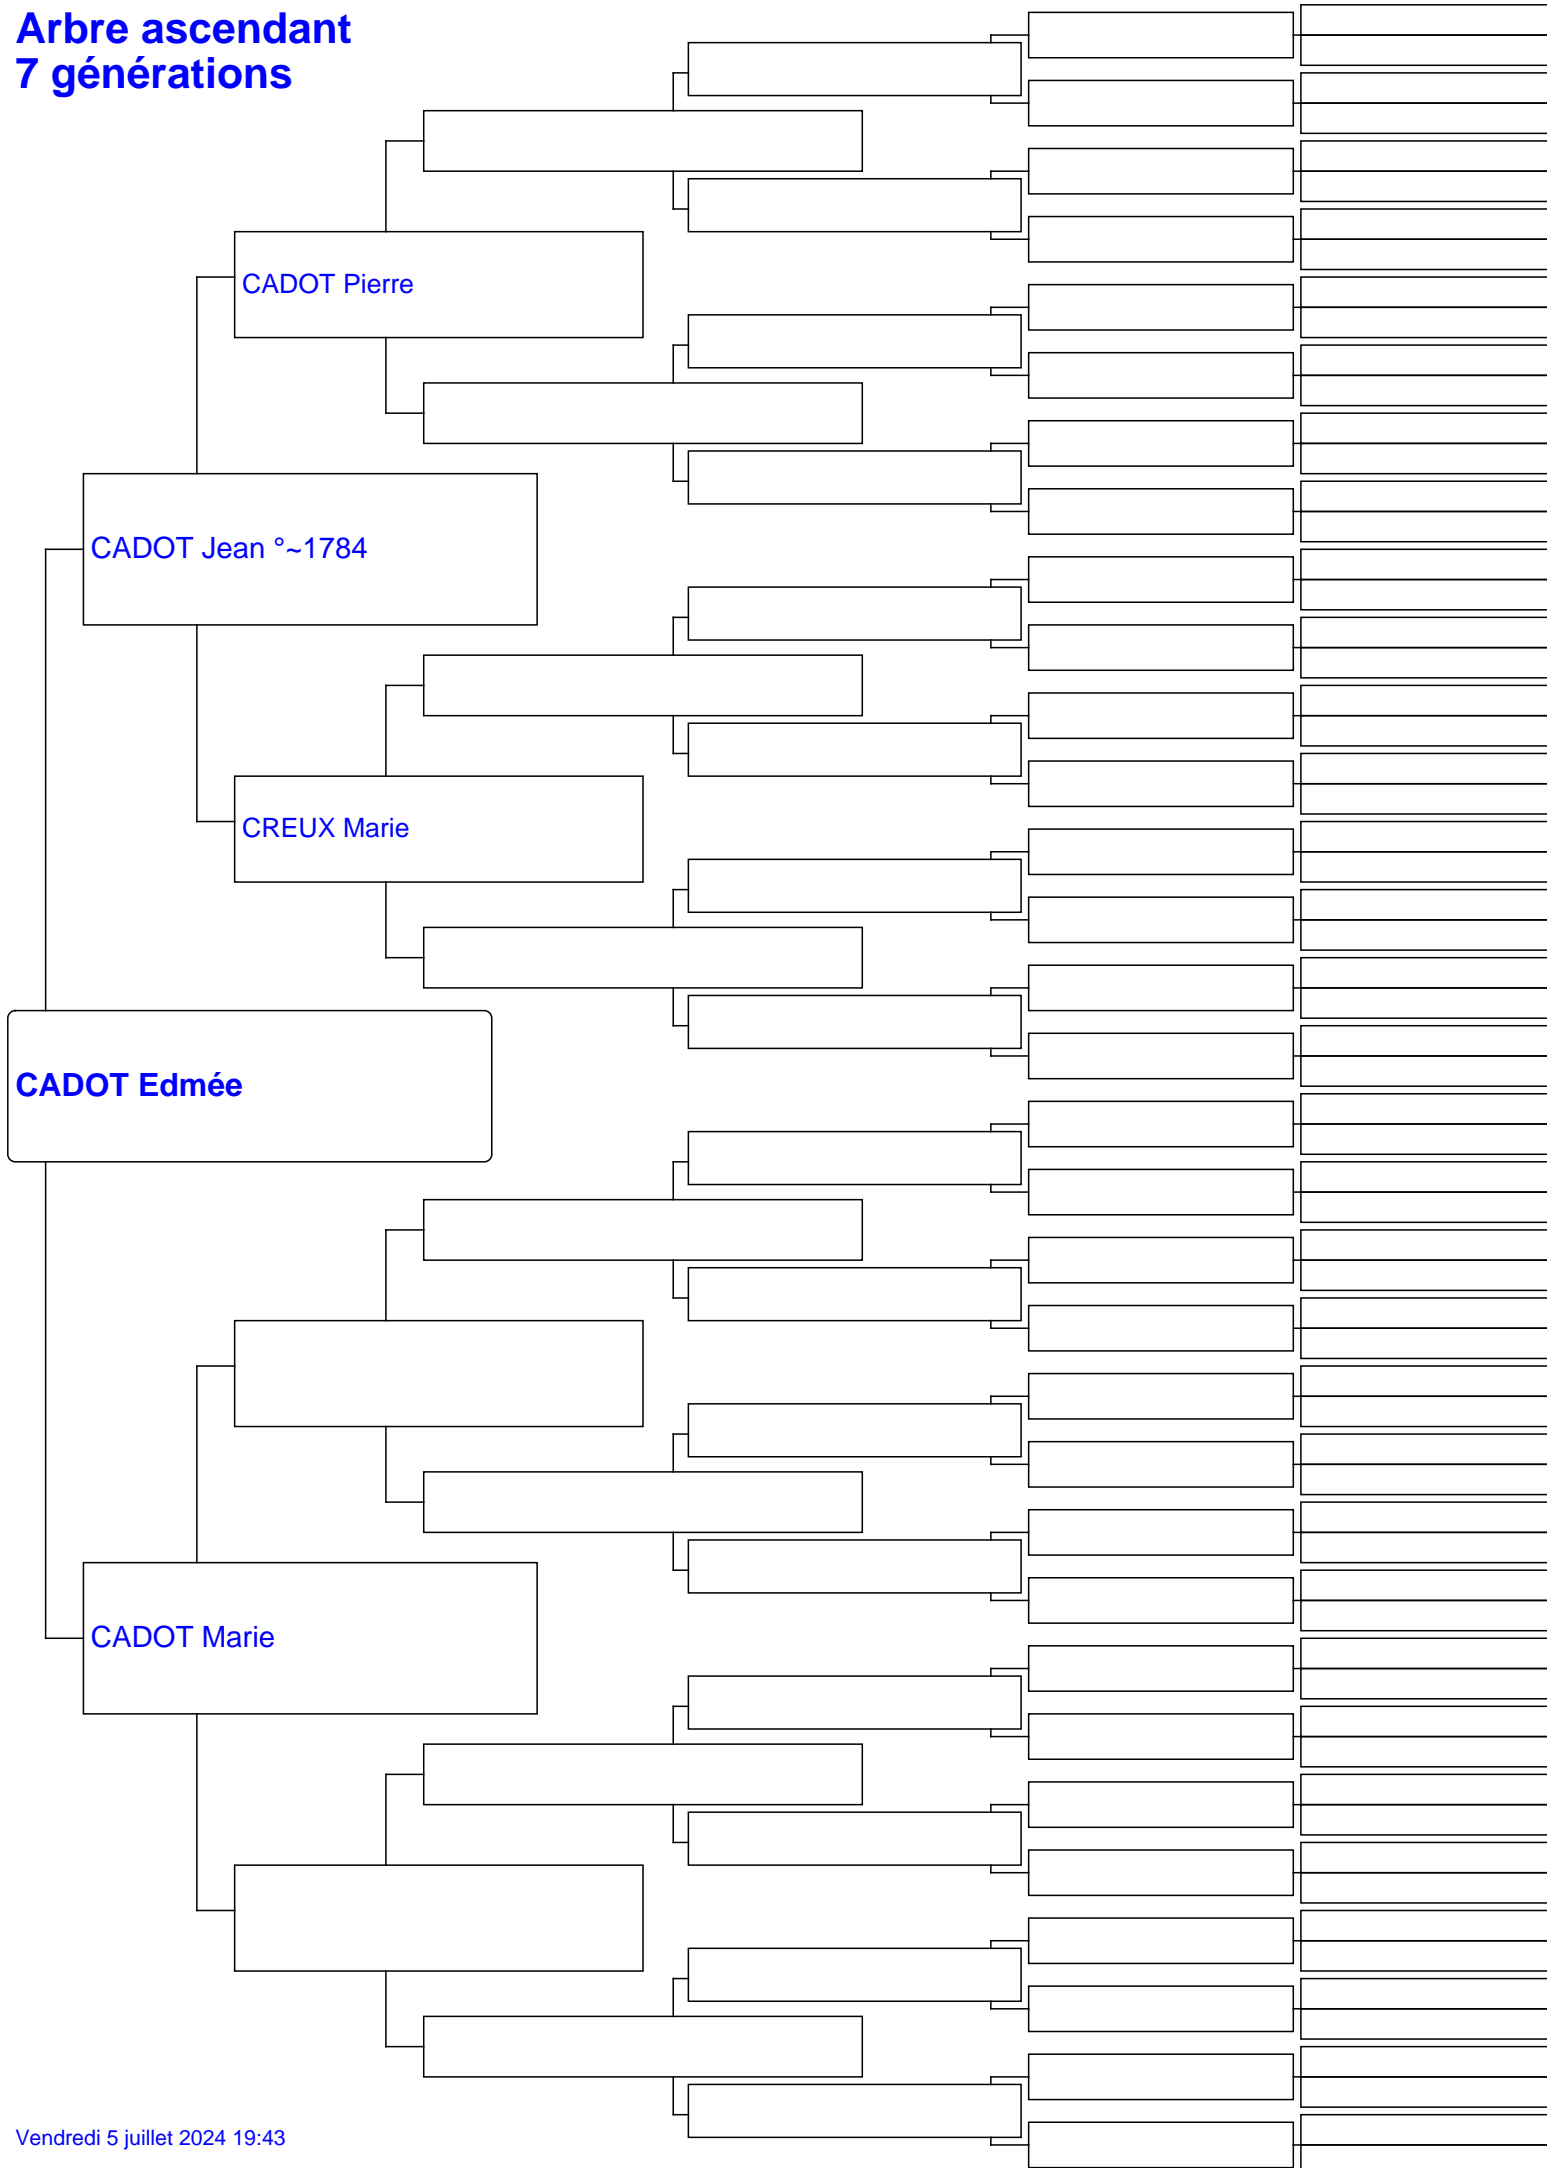 Arbre ascendant
7 générations
CADOT Pierre
CADOT Jean °~1784
CREUX Marie
CADOT Edmée
CADOT Marie
Vendredi 5 juillet 2024 19:43